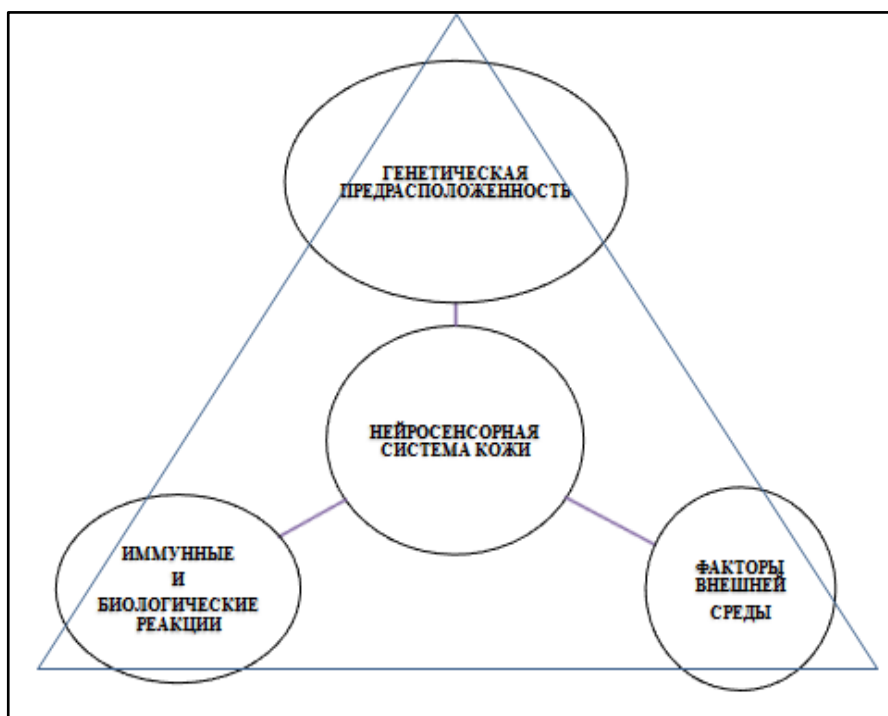 ГЕНЕТИЧЕСКАЯ
ПРЕДРАСПОЛОЖЕННОСТЬ
НЕЙРОСЕНСОРНАЯ
СИСТЕМА КОЖИ
ИММУННЫЕ
И
БИОЛОГИЧЕСКИЕ
РЕАКЦИИ
ФАКТОРЫ
ВНЕШНЕЙ
СРЕДЫ